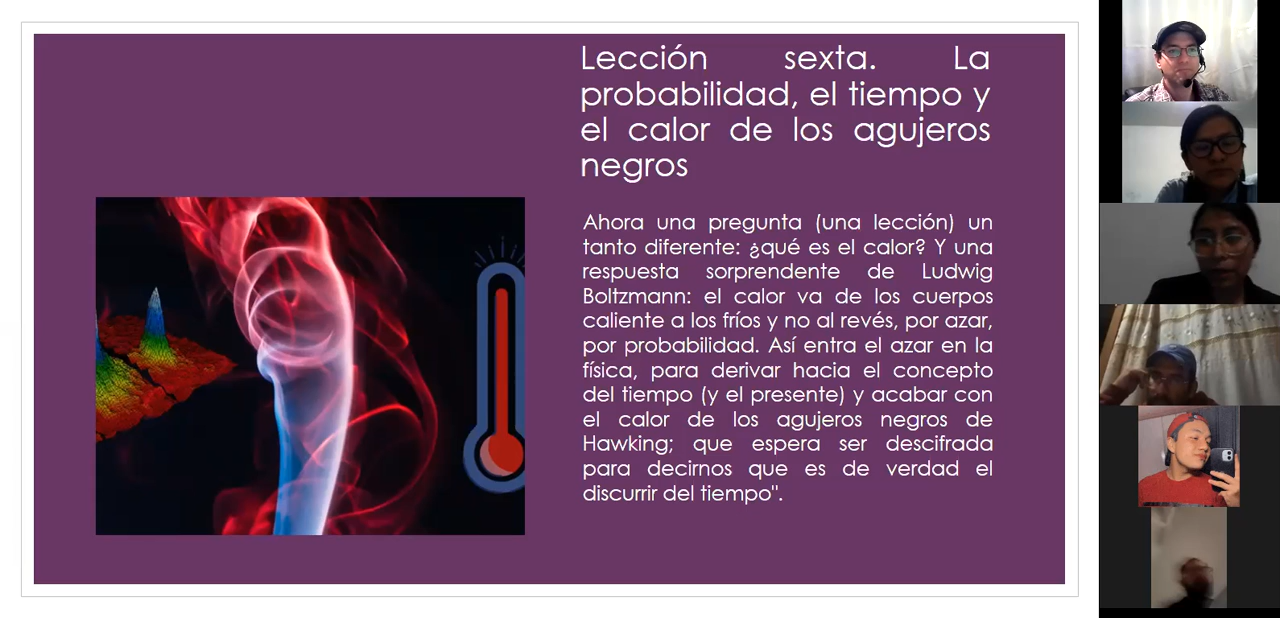 Lección sexta. La
probabilidad, el tiempo y
el calor de los agujeros
negros
Ahora una pregunta (una lección) un
tanto diferente: ¿qué es el calor? Y una
respuesta sorprendente de Ludwig
Boltzmann: el calor va de los cuerpos
caliente a los fríos y no al revés, por azar,
por probabilidad. Así entra el azar en la
física, para derivar hacia el concepto
del tiempo (y el presente) y acabar con
el calor de los agujeros negros de
Hawking; que espera ser descifrada
para decirnos que es de verdad el
discurrir del tiempo".